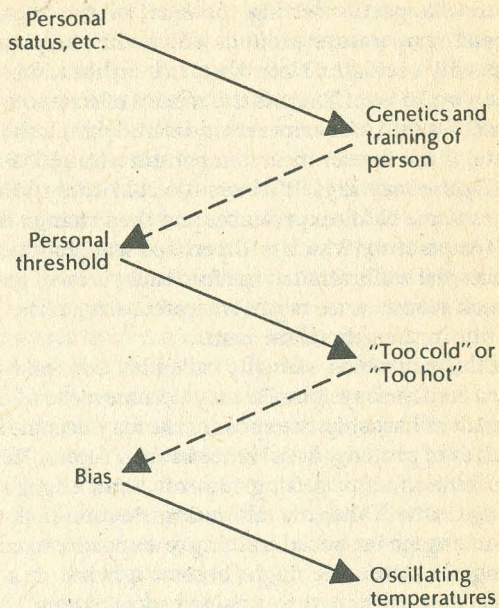 Personal
status, etc.
Genetics and
training of
person
Personal
threshold
"Too cold" or
"Too hot"
Bias
Oscillating
temperatures